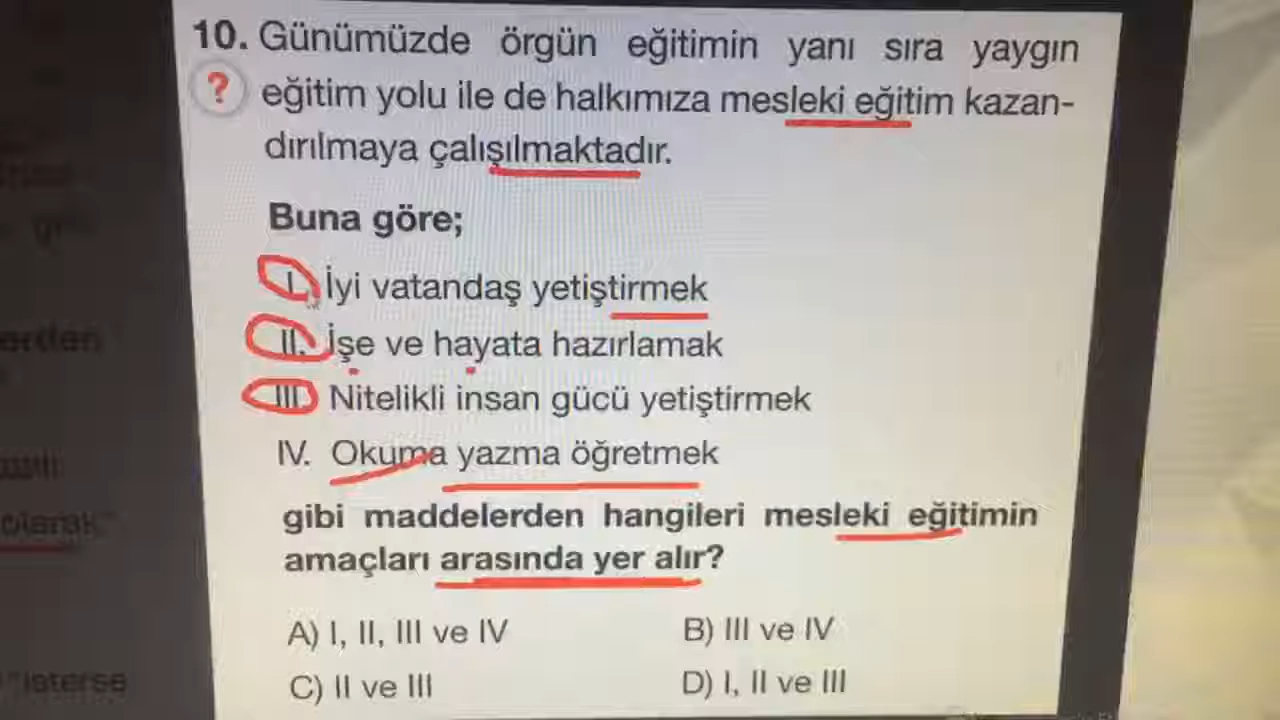 10. Günümüzde örgün eğitimin yanı sıra yaygın
? eğitim yolu ile de halkımıza mesleki eğitim kazan-
dırılmaya çalışılmaktadır.
Buna göre;
I. İyi vatandaş yetiştirmek
II. İşe ve hayata hazırlamak
III Nitelikli insan gücü yetiştirmek
IV. Okuma yazma öğretmek
gibi maddelerden hangileri mesleki eğitimin
amaçları arasında yer alır?
A) I, II, III ve IV
B) III ve IV
C) II ve III
D) I, II ve III
olarak"
"isterse